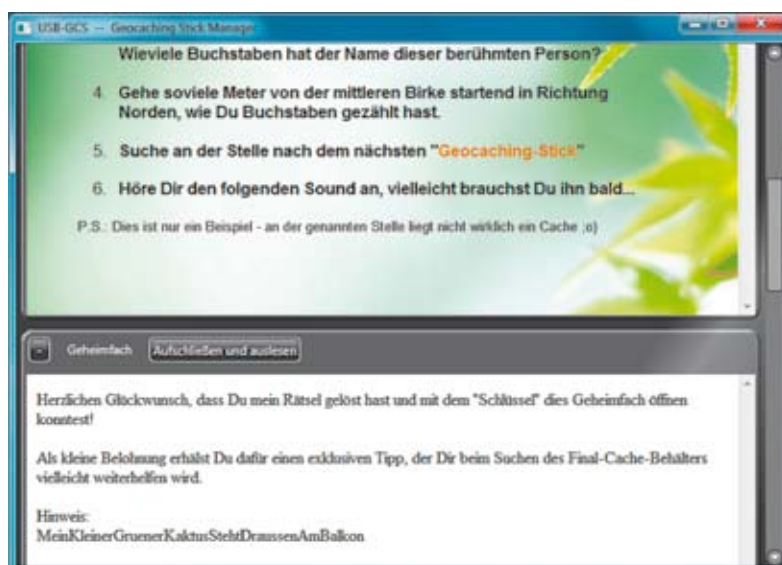 USB-GCS -- Geocaching Stick Manager
Wieviele Buchstaben hat der Name dieser berühmten Person?
4. Gehe soviele Meter von der mittleren Birke startend in Richtung
Norden, wie Du Buchstaben gezählt hast.
5. Suche an der Stelle nach dem nächsten "Geocaching-Stick"
6. Höre Dir den folgenden Sound an, vielleicht brauchst Du ihn bald...
P.S.: Dies ist nur ein Beispiel - an der genannten Stelle liegt nicht wirklich ein Cache ;o)
- Geheimfach Aufschließen und auslesen
Herzlichen Glückwunsch, dass Du mein Rätsel gelöst hast und mit dem "Schlüssel" dies Geheimfach öffnen
konntest!
Als kleine Belohnung erhälst Du dafür einen exklusiven Tipp, der Dir beim Suchen des Final-Cache-Behälters
vielleicht weiterhelfen wird.
Hinweis:
MeinKleinerGruenerKaktusStehtDraussenAmBalkon